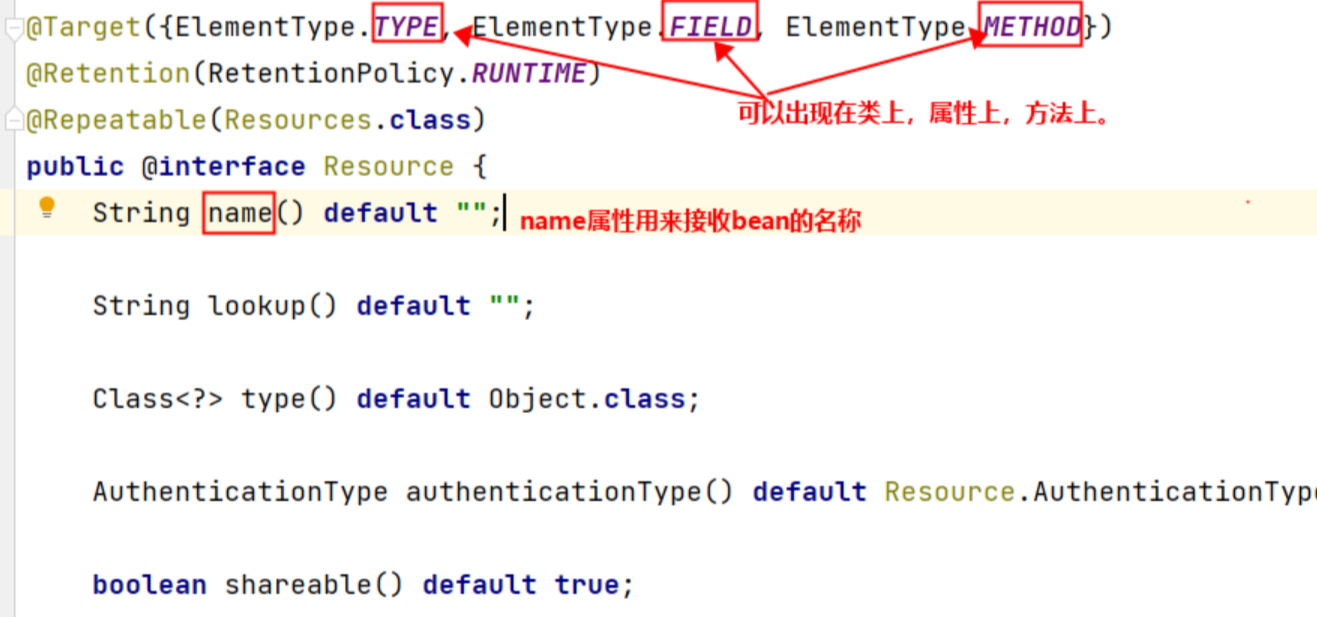 @Target({ElementType.TYPE, ElementType.FIELD, ElementType.METHOD})
@Retention(RetentionPolicy.RUNTIME)
可以出现在类上，属性上，方法上。
@Repeatable(Resources.class)
public @interface Resource {
String name() default "";
name属性用来接收bean的名称
String lookup() default "";
Class<?> type() default Object.class;
AuthenticationType authenticationType() default Resource.AuthenticationType
boolean shareable() default true;